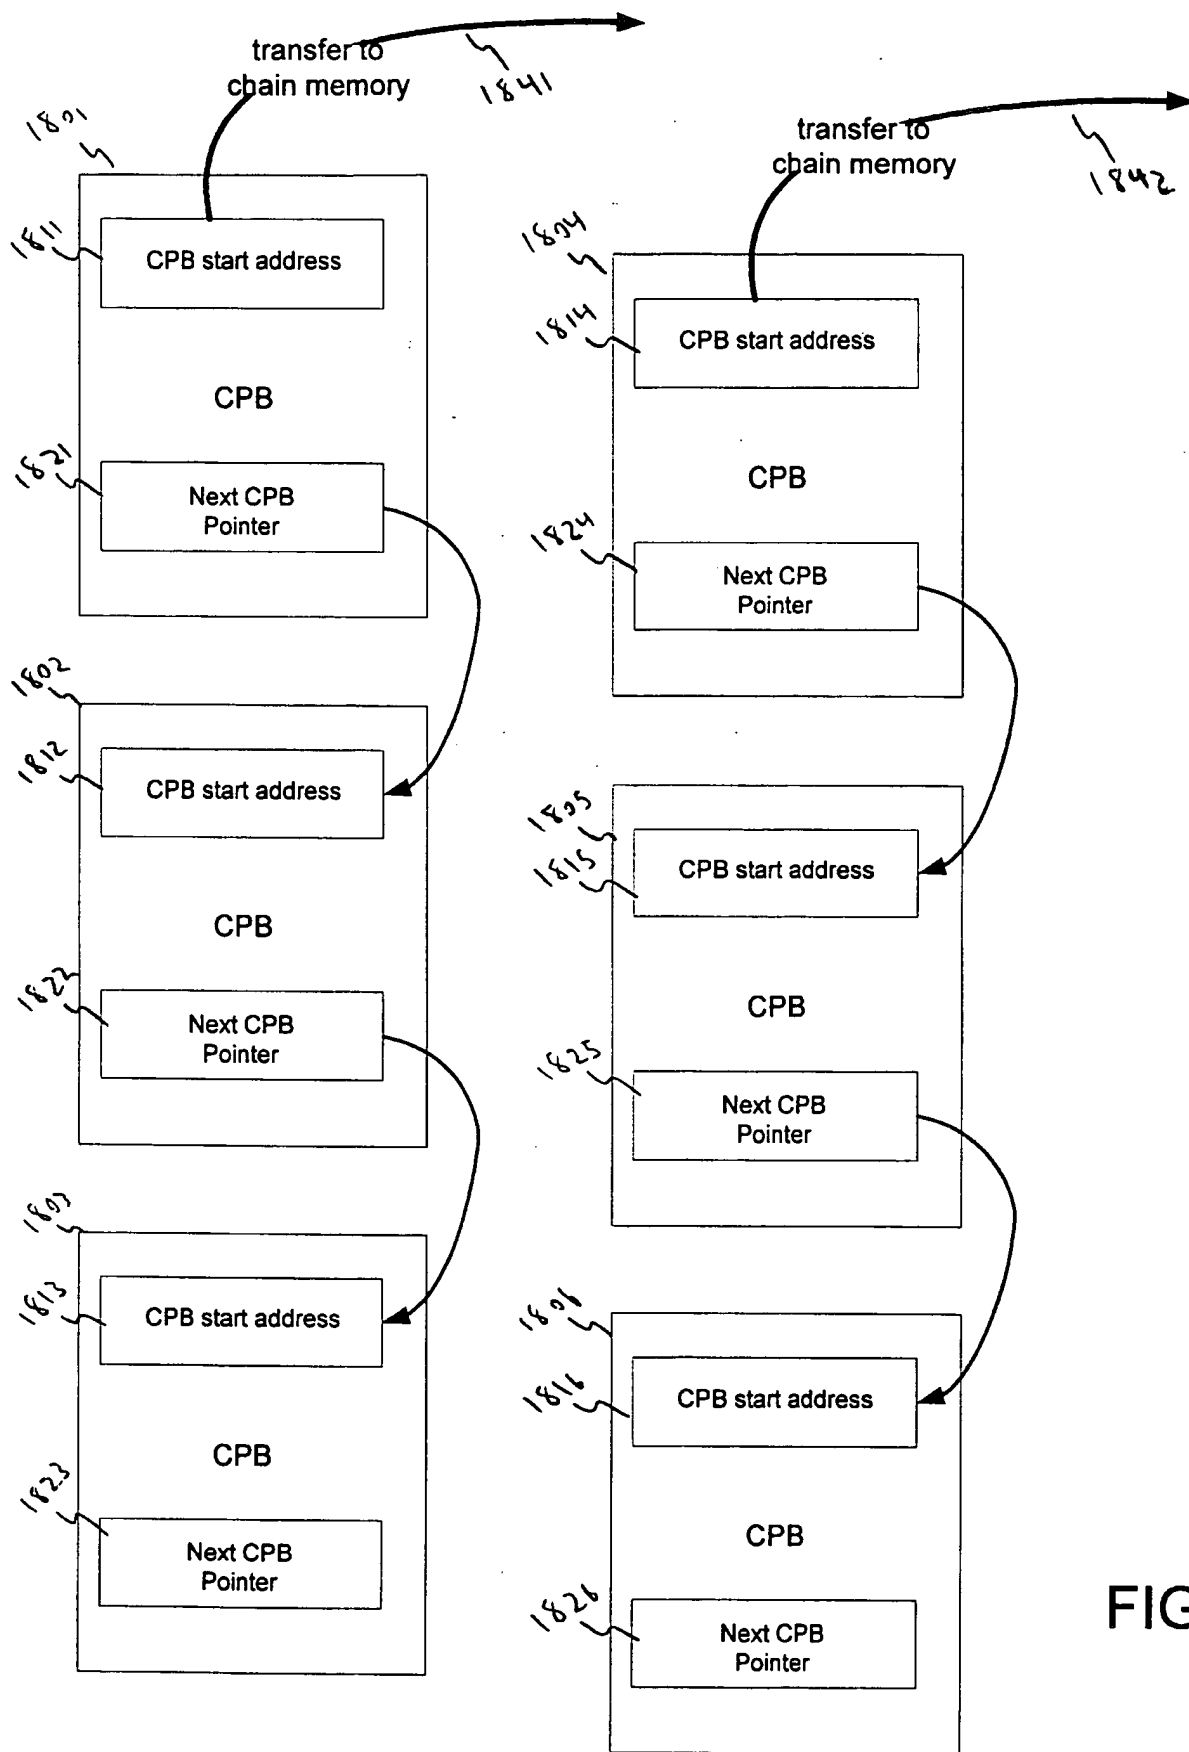 transfer to
chain memory
1841
1801
1811
CPB start address
CPB
1821
Next CPB
Pointer
1802
1812
CPB start address
CPB
1822
Next CPB
Pointer
1803
1813
CPB start address
CPB
1823
Next CPB
Pointer
transfer to
chain memory
1842
1804
1814
CPB start address
CPB
1824
Next CPB
Pointer
1805
1815
CPB start address
CPB
1825
Next CPB
Pointer
1806
1816
CPB start address
CPB
1826
Next CPB
Pointer
FIG